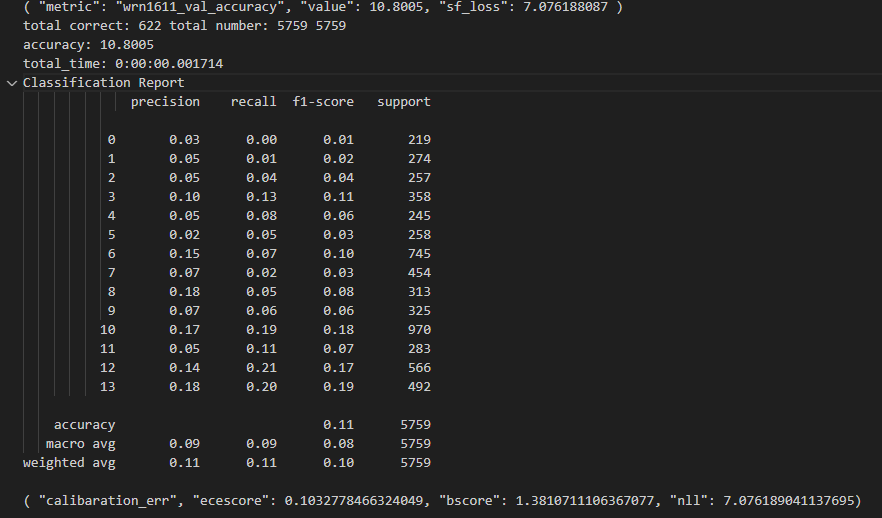 ( "metric": "wrn1611_val_accuracy", "value": 10.8005, "sf_loss": 7.076188087 )
total correct: 622 total number: 5759 5759
accuracy: 10.8005
total_time: 0:00:00.001714
Classification Report
precision recall f1-score support
0 0.03 0.00 0.01 219
1 0.05 0.01 0.02 274
2 0.05 0.04 0.04 257
3 0.10 0.13 0.11 358
4 0.05 0.08 0.06 245
5 0.02 0.05 0.03 258
6 0.15 0.07 0.10 745
7 0.07 0.02 0.03 454
8 0.18 0.05 0.08 313
9 0.07 0.06 0.06 325
10 0.17 0.19 0.18 970
11 0.05 0.11 0.07 283
12 0.14 0.21 0.17 566
13 0.18 0.20 0.19 492
accuracy 0.11 5759
macro avg 0.09 0.09 0.08 5759
weighted avg 0.11 0.11 0.10 5759
( "calibaration_err", "ecescore": 0.1032778466324049, "bscore": 1.3810711106367077, "nll": 7.076189041137695)